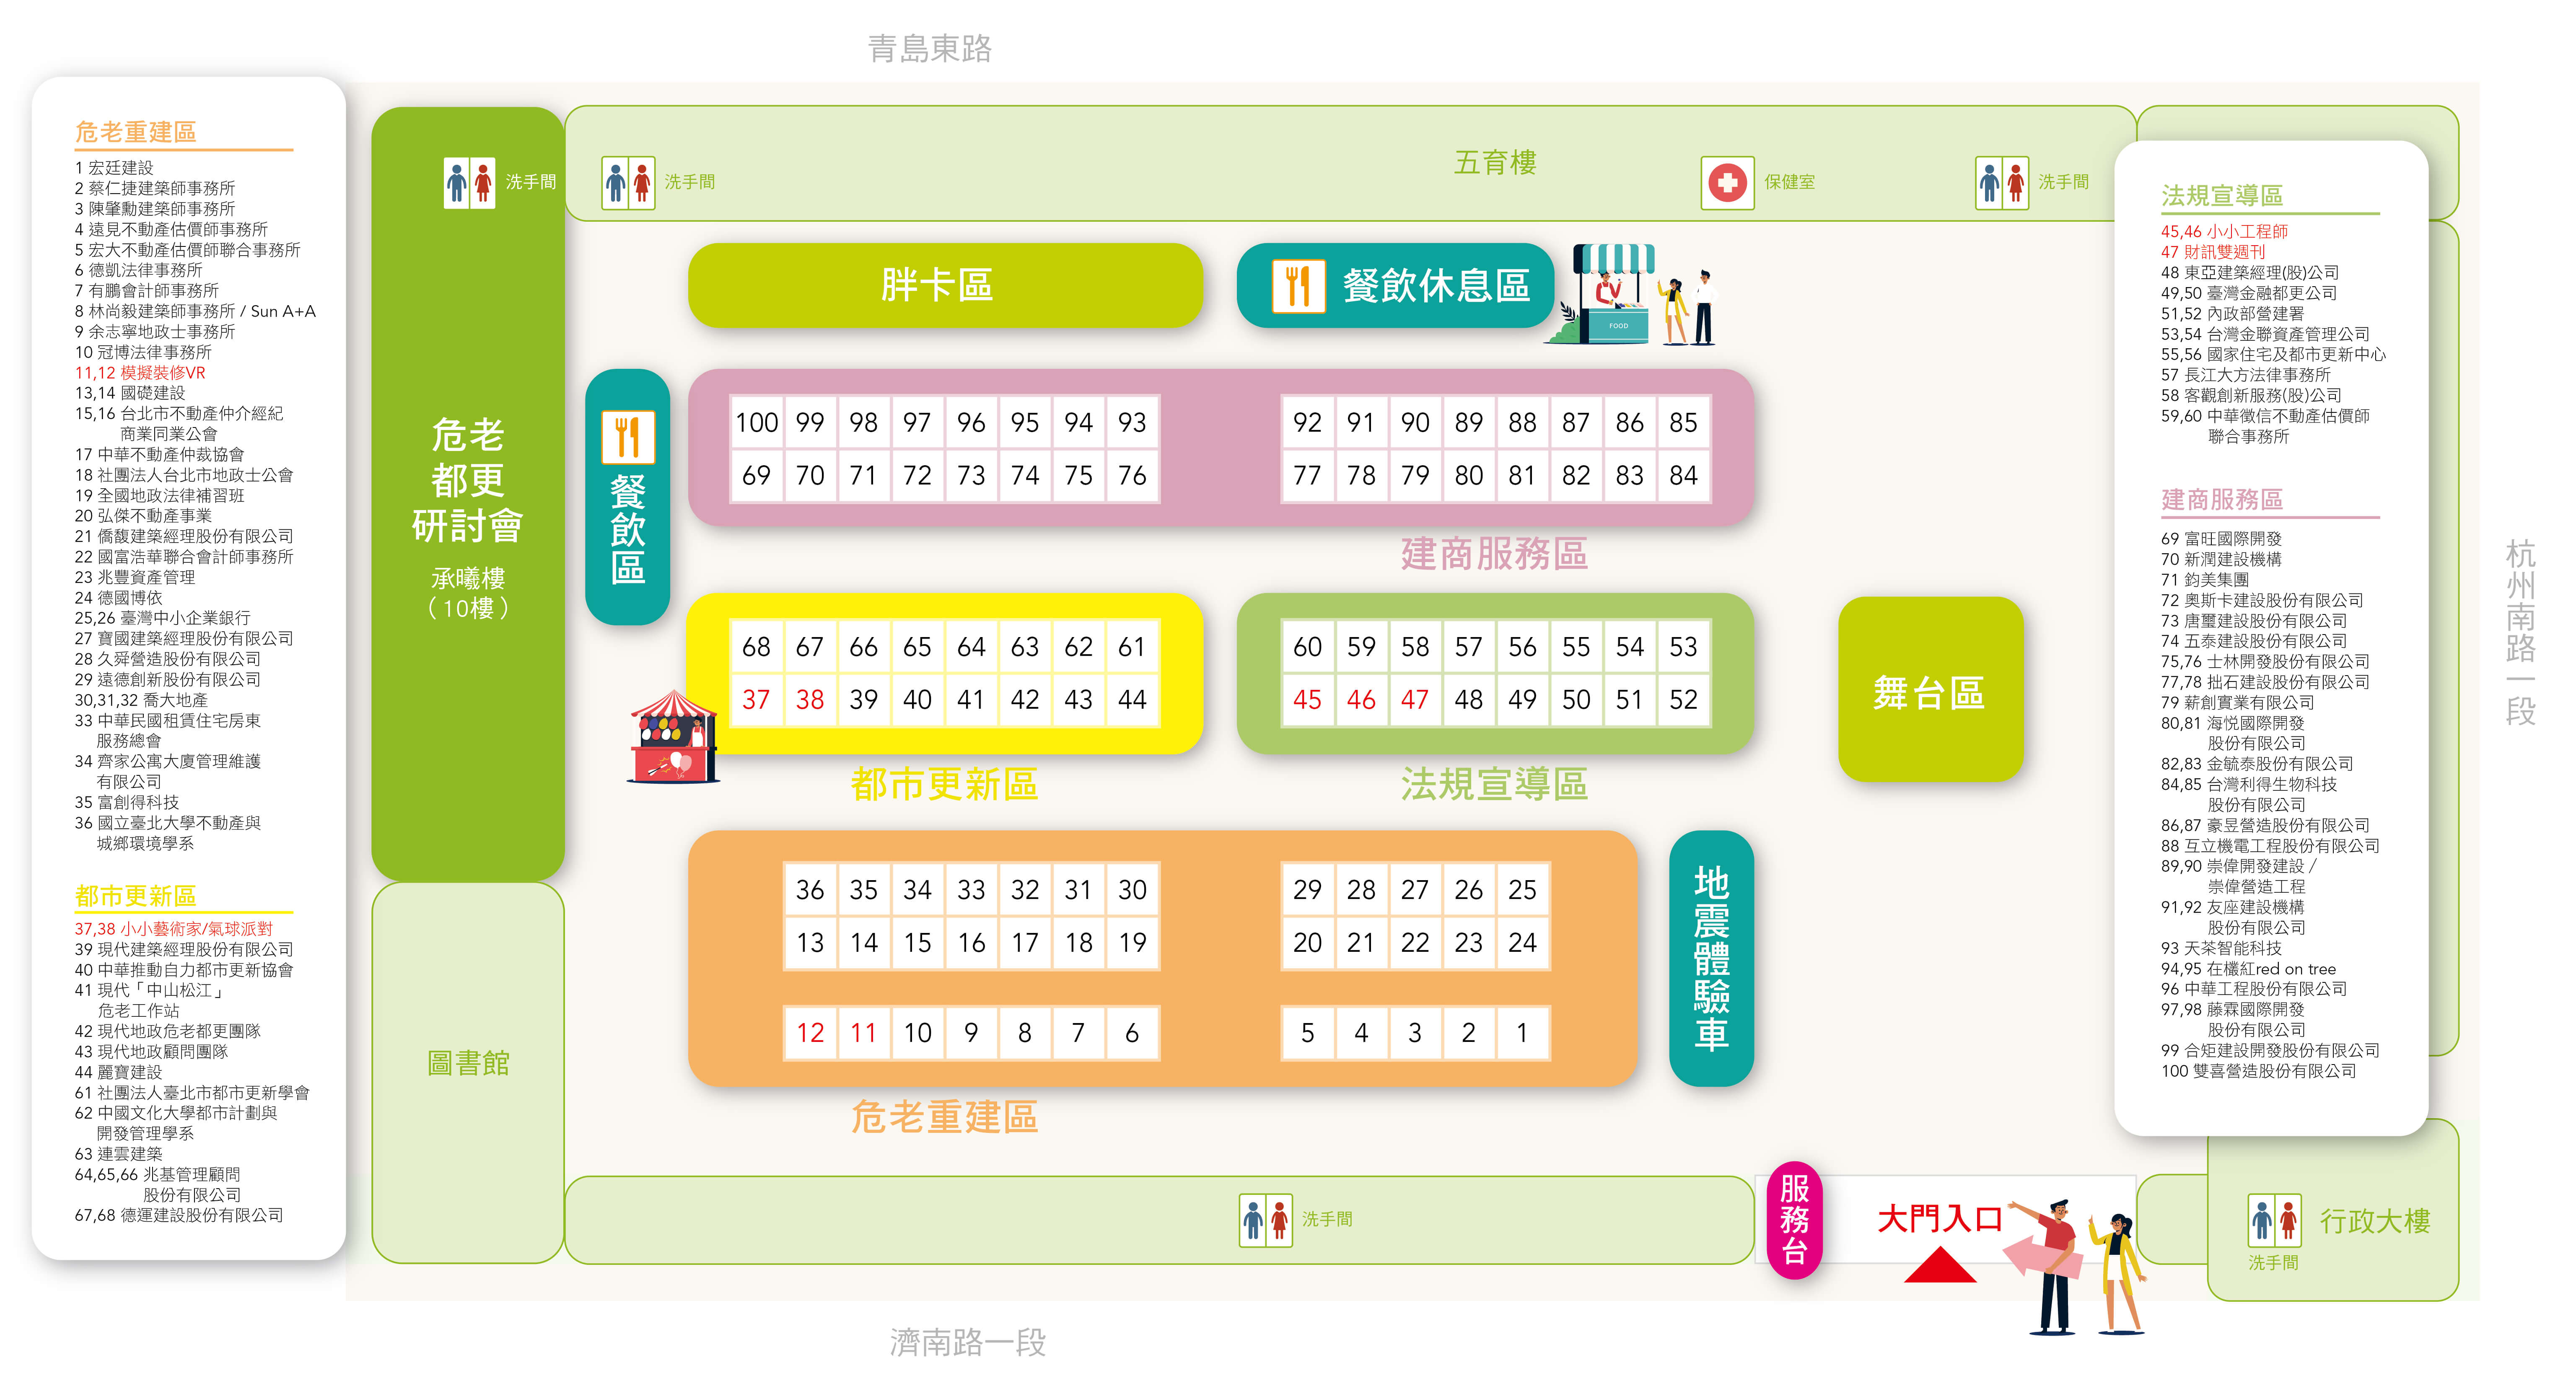 青島東路
危老重建區
1 宏廷建設
2 蔡仁捷建築師事務所
3 陳肇勳建築師事務所
4 遠見不動產估價師事務所
5 宏大不動產估價師聯合事務所
6 德凱法律事務所
7 有鵬會計師事務所
8 林尚毅建築師事務所 / Sun A+A
9 余志寧地政士事務所
10 冠博法律事務所
11,12 模擬裝修VR
13,14 國礎建設
15,16 台北市不動產仲介經紀
商業同業公會
17 中華不動產仲裁協會
18 社團法人台北市地政士公會
19 全國地政法律補習班
20 弘傑不動產事業
21 僑馥建築經理股份有限公司
22 國富浩華聯合會計師事務所
23 兆豐資產管理
24 德國博依
25,26 臺灣中小企業銀行
27 寶國建築經理股份有限公司
28 久舜營造股份有限公司
29 遠德創新股份有限公司
30,31,32 喬大地產
33 中華民國租賃住宅房東
服務總會
34 齊家公寓大廈管理維護
有限公司
35 富創得科技
36 國立臺北大學不動產與
城鄉環境學系
都市更新區
37,38 小小藝術家/氣球派對
39 現代建築經理股份有限公司
40 中華推動自力都市更新協會
41 現代「中山松江」
危老工作站
42 現代地政危老都更團隊
43 現代地政顧問團隊
44 麗寶建設
61 社團法人臺北市都市更新學會
62 中國文化大學都市計劃與
開發管理學系
63 連雲建築
64,65,66 兆基管理顧問
股份有限公司
67,68 德運建設股份有限公司
洗手間
危老
都更
研討會
承曦樓
（10樓）
圖書館
洗手間
五育樓
保健室
洗手間
胖卡區
餐飲休息區
FOOD
餐飲區
100 99 98 97 96 95 94 93
69 70 71 72 73 74 75 76
92 91 90 89 88 87 86 85
77 78 79 80 81 82 83 84
建商服務區
68 67 66 65 64 63 62 61
37 38 39 40 41 42 43 44
都市更新區
60 59 58 57 56 55 54 53
45 46 47 48 49 50 51 52
法規宣導區
舞台區
36 35 34 33 32 31 30
13 14 15 16 17 18 19
12 11 10 9 8 7 6
29 28 27 26 25
20 21 22 23 24
5 4 3 2 1
危老重建區
地震體驗車
洗手間
服務台
大門入口
洗手間
行政大樓
法規宣導區
45,46 小小工程師
47 財訊雙週刊
48 東亞建築經理(股)公司
49,50 臺灣金融都更公司
51,52 內政部營建署
53,54 台灣金聯資產管理公司
55,56 國家住宅及都市更新中心
57 長江大方法律事務所
58 客觀創新服務(股)公司
59,60 中華徵信不動產估價師
聯合事務所
建商服務區
69 富旺國際開發
70 新潤建設機構
71 鈞美集團
72 奧斯卡建設股份有限公司
73 唐璽建設股份有限公司
74 五泰建設股份有限公司
75,76 士林開發股份有限公司
77,78 拙石建設股份有限公司
79 薪創實業有限公司
80,81 海悅國際開發
股份有限公司
82,83 金毓泰股份有限公司
84,85 台灣利得生物科技
股份有限公司
86,87 豪昱營造股份有限公司
88 互立機電工程股份有限公司
89,90 崇偉開發建設 /
崇偉營造工程
91,92 友座建設機構
股份有限公司
93 天茶智能科技
94,95 在欉紅red on tree
96 中華工程股份有限公司
97,98 藤霖國際開發
股份有限公司
99 合矩建設開發股份有限公司
100 雙喜營造股份有限公司
杭州南路一段
濟南路一段